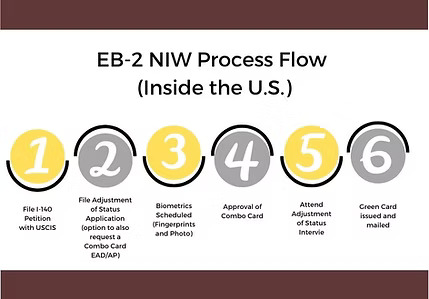 EB-2 NIW Process Flow
(Inside the U.S.)
1
2
3
4
5
6
File I-140
Petition
with USCIS
File Adjustment
of Status
Application
(option to also
request a
Combo Card
EAD/AP)
Biometrics
Scheduled
(Fingerprints
and Photo)
Approval of
Combo Card
Attend
Adjustment
of Status
Intervie
Green Card
issued and
mailed